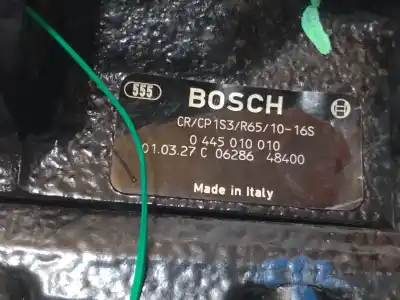 555 BOSCH
CR/CP1S3/R65/10-16S
0 445 010 010
01.03.27 C 06286 48400
Made in Italy